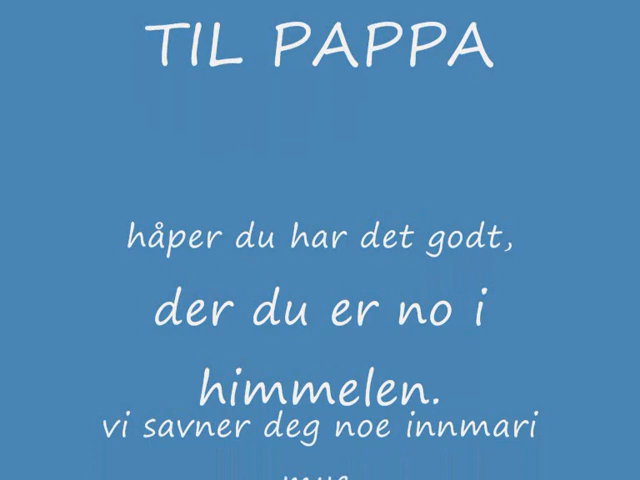 TIL PAPPA
håper du har det godt,
der du er no i
himmelen.
vi savner deg noe innmari